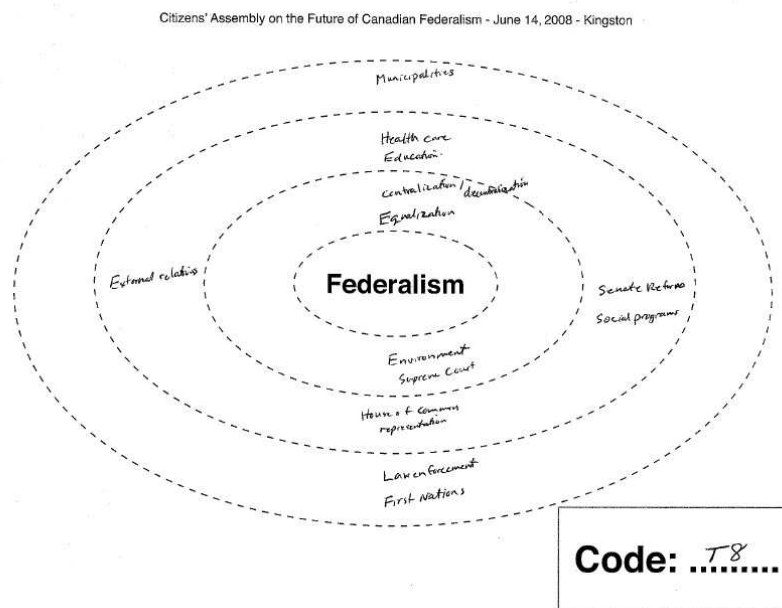 Citizens' Assembly on the Future of Canadian Federalism - June 14, 2008 - Kingston
Municipalities
Health care
Education.
Centralization/decentralization
Equalization
External relations
Federalism
Senate Reform
Social programs
Environment
Supreme Court
House of common
representation
Law enforcement
First Nations
Code: T8